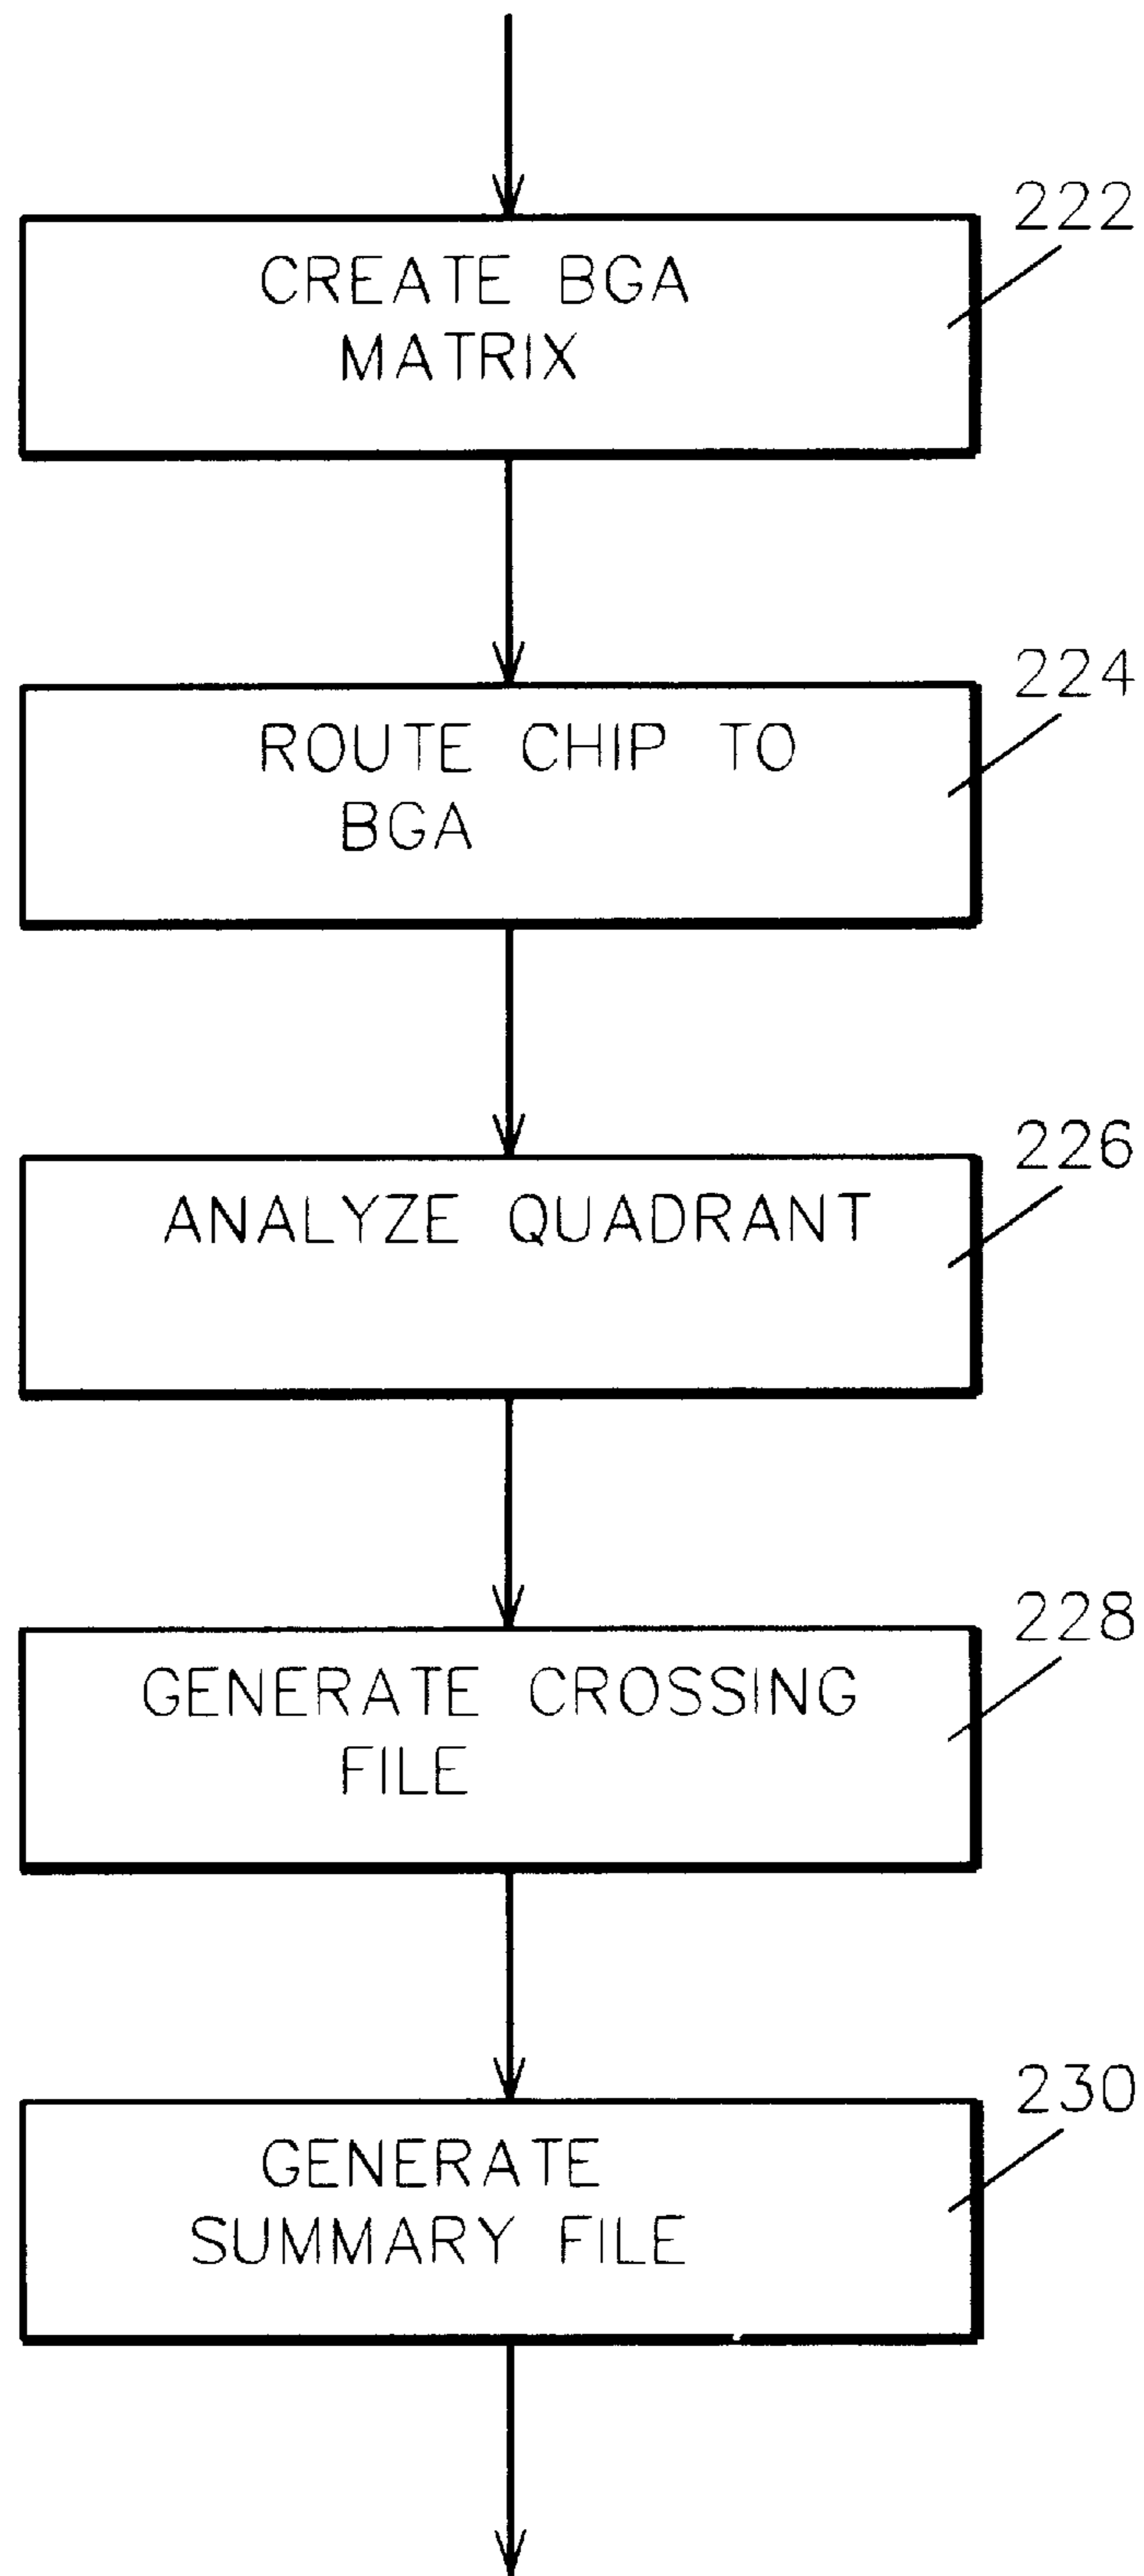 222
CREATE BGA
MATRIX
224
ROUTE CHIP TO
BGA
226
ANALYZE QUADRANT
228
GENERATE CROSSING
FILE
230
GENERATE
SUMMARY FILE